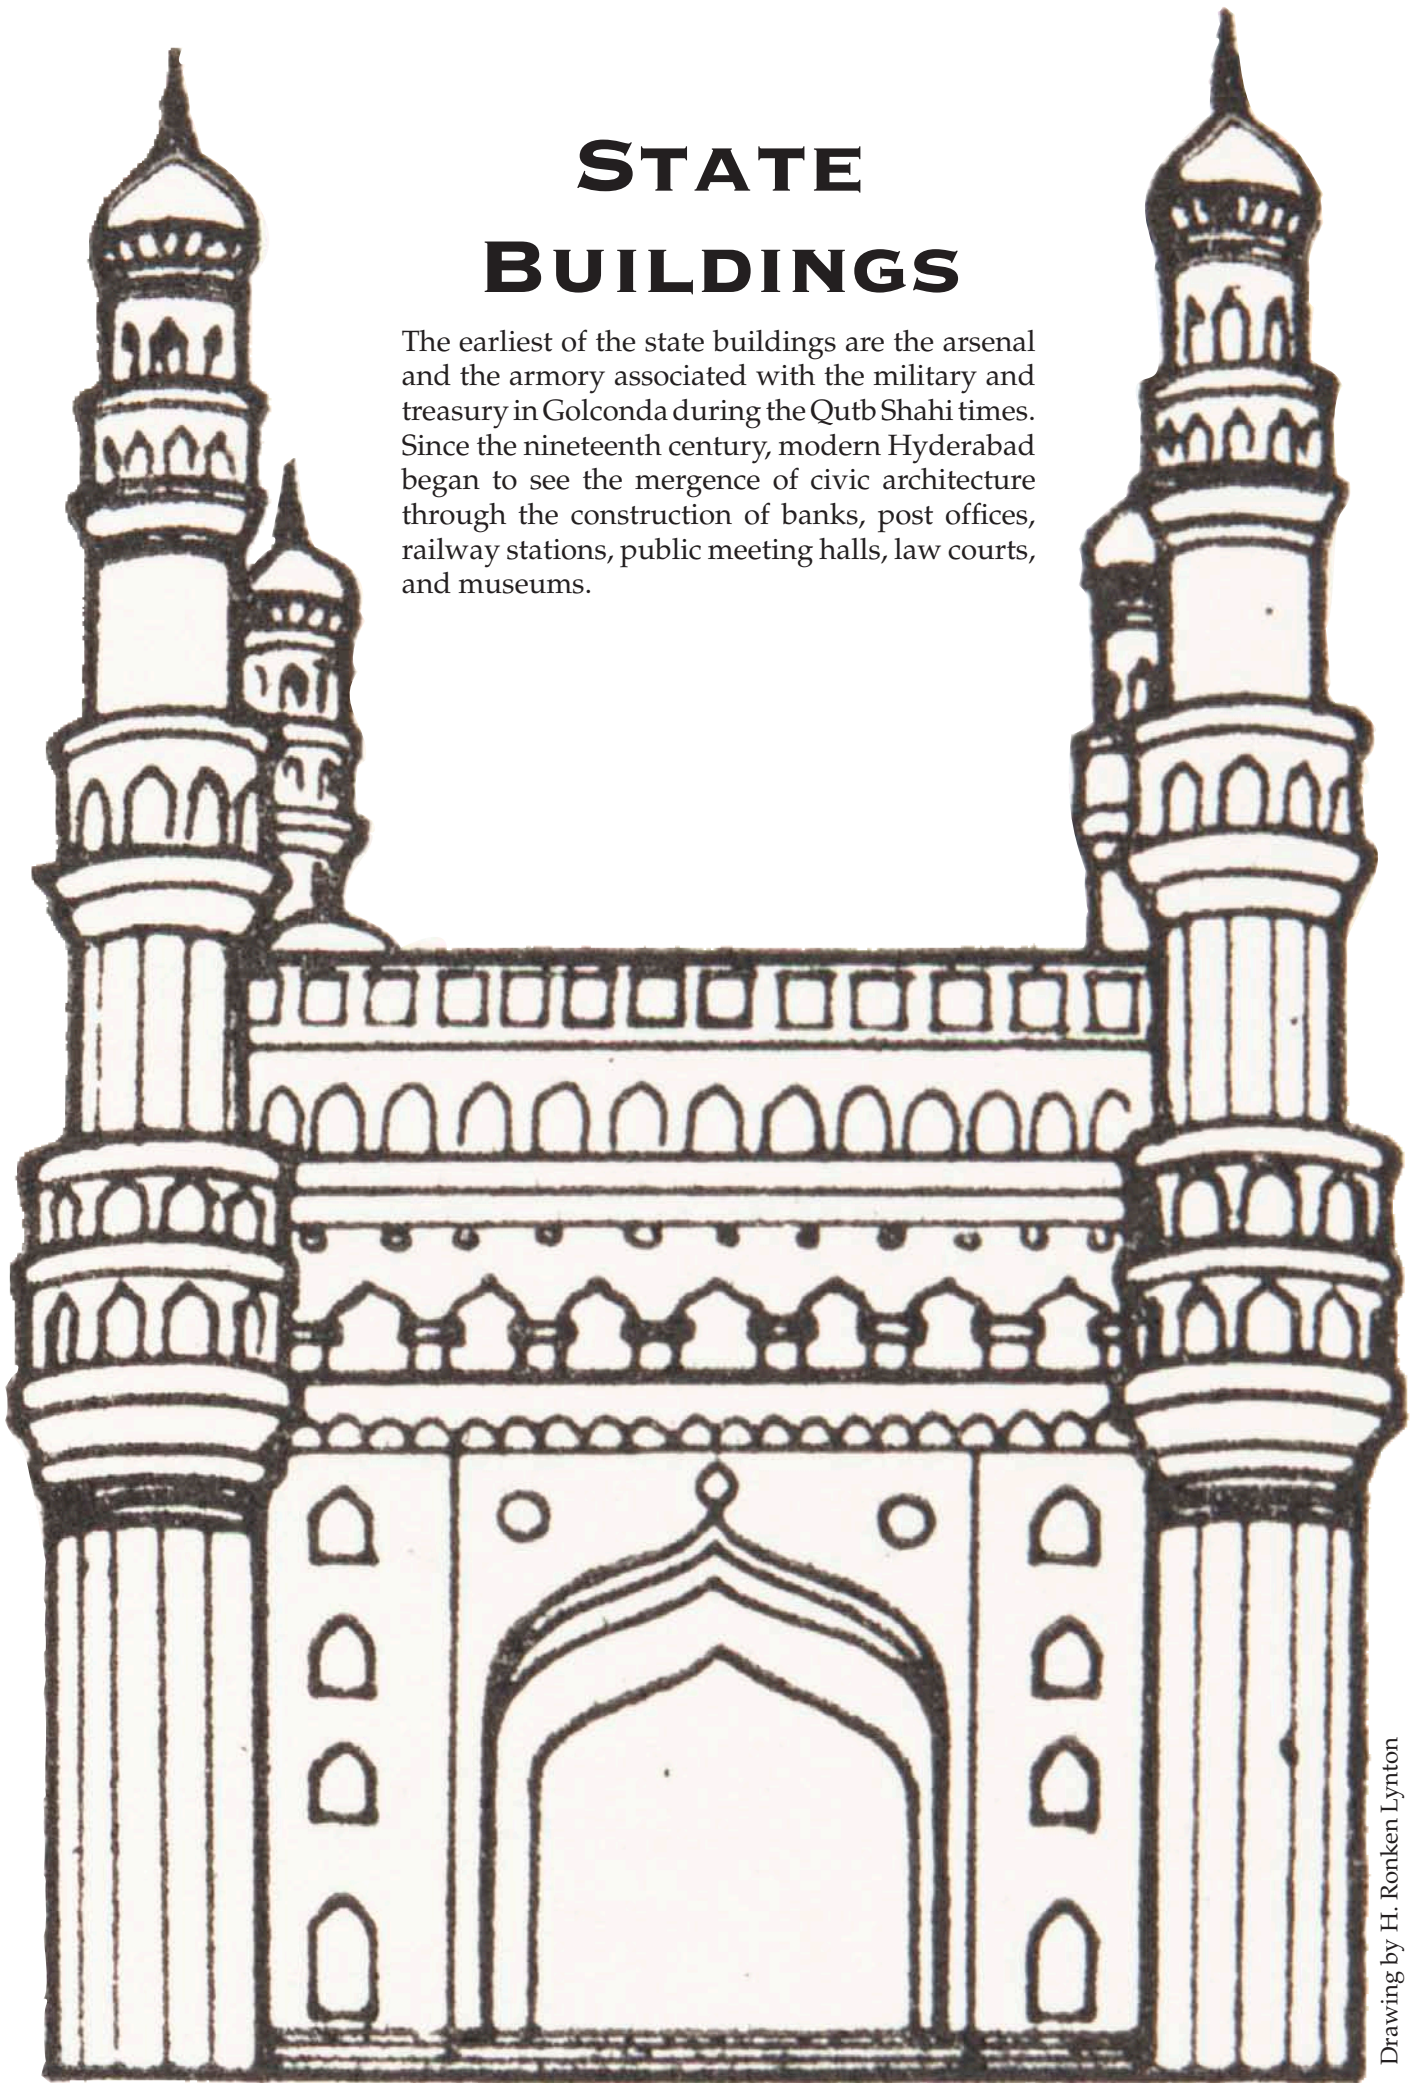 STATE
BUILDINGS
The earliest of the state buildings are the arsenal
and the armory associated with the military and
treasury in Golconda during the Qutb Shahi times.
Since the nineteenth century, modern Hyderabad
began to see the mergence of civic architecture
through the construction of banks, post offices,
railway stations, public meeting halls, law courts,
and museums.
Drawing by H. Ronken Lynton